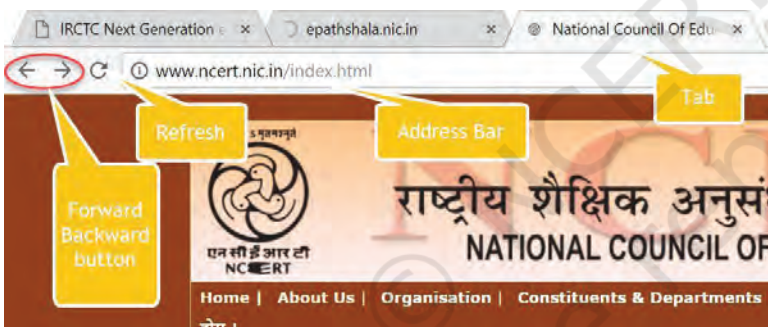 IRCTC Next Generation e
epathshala.nic.in
National Council Of Edu
www.ncert.nic.in/index.html
Tab
Refresh
Address Bar
Forward
Backward
button
राष्ट्रीय शैक्षिक अनुसं
एन सी ई आर टी
NCERT
NATIONAL COUNCIL OF
Home | About Us | Organisation | Constituents & Departments